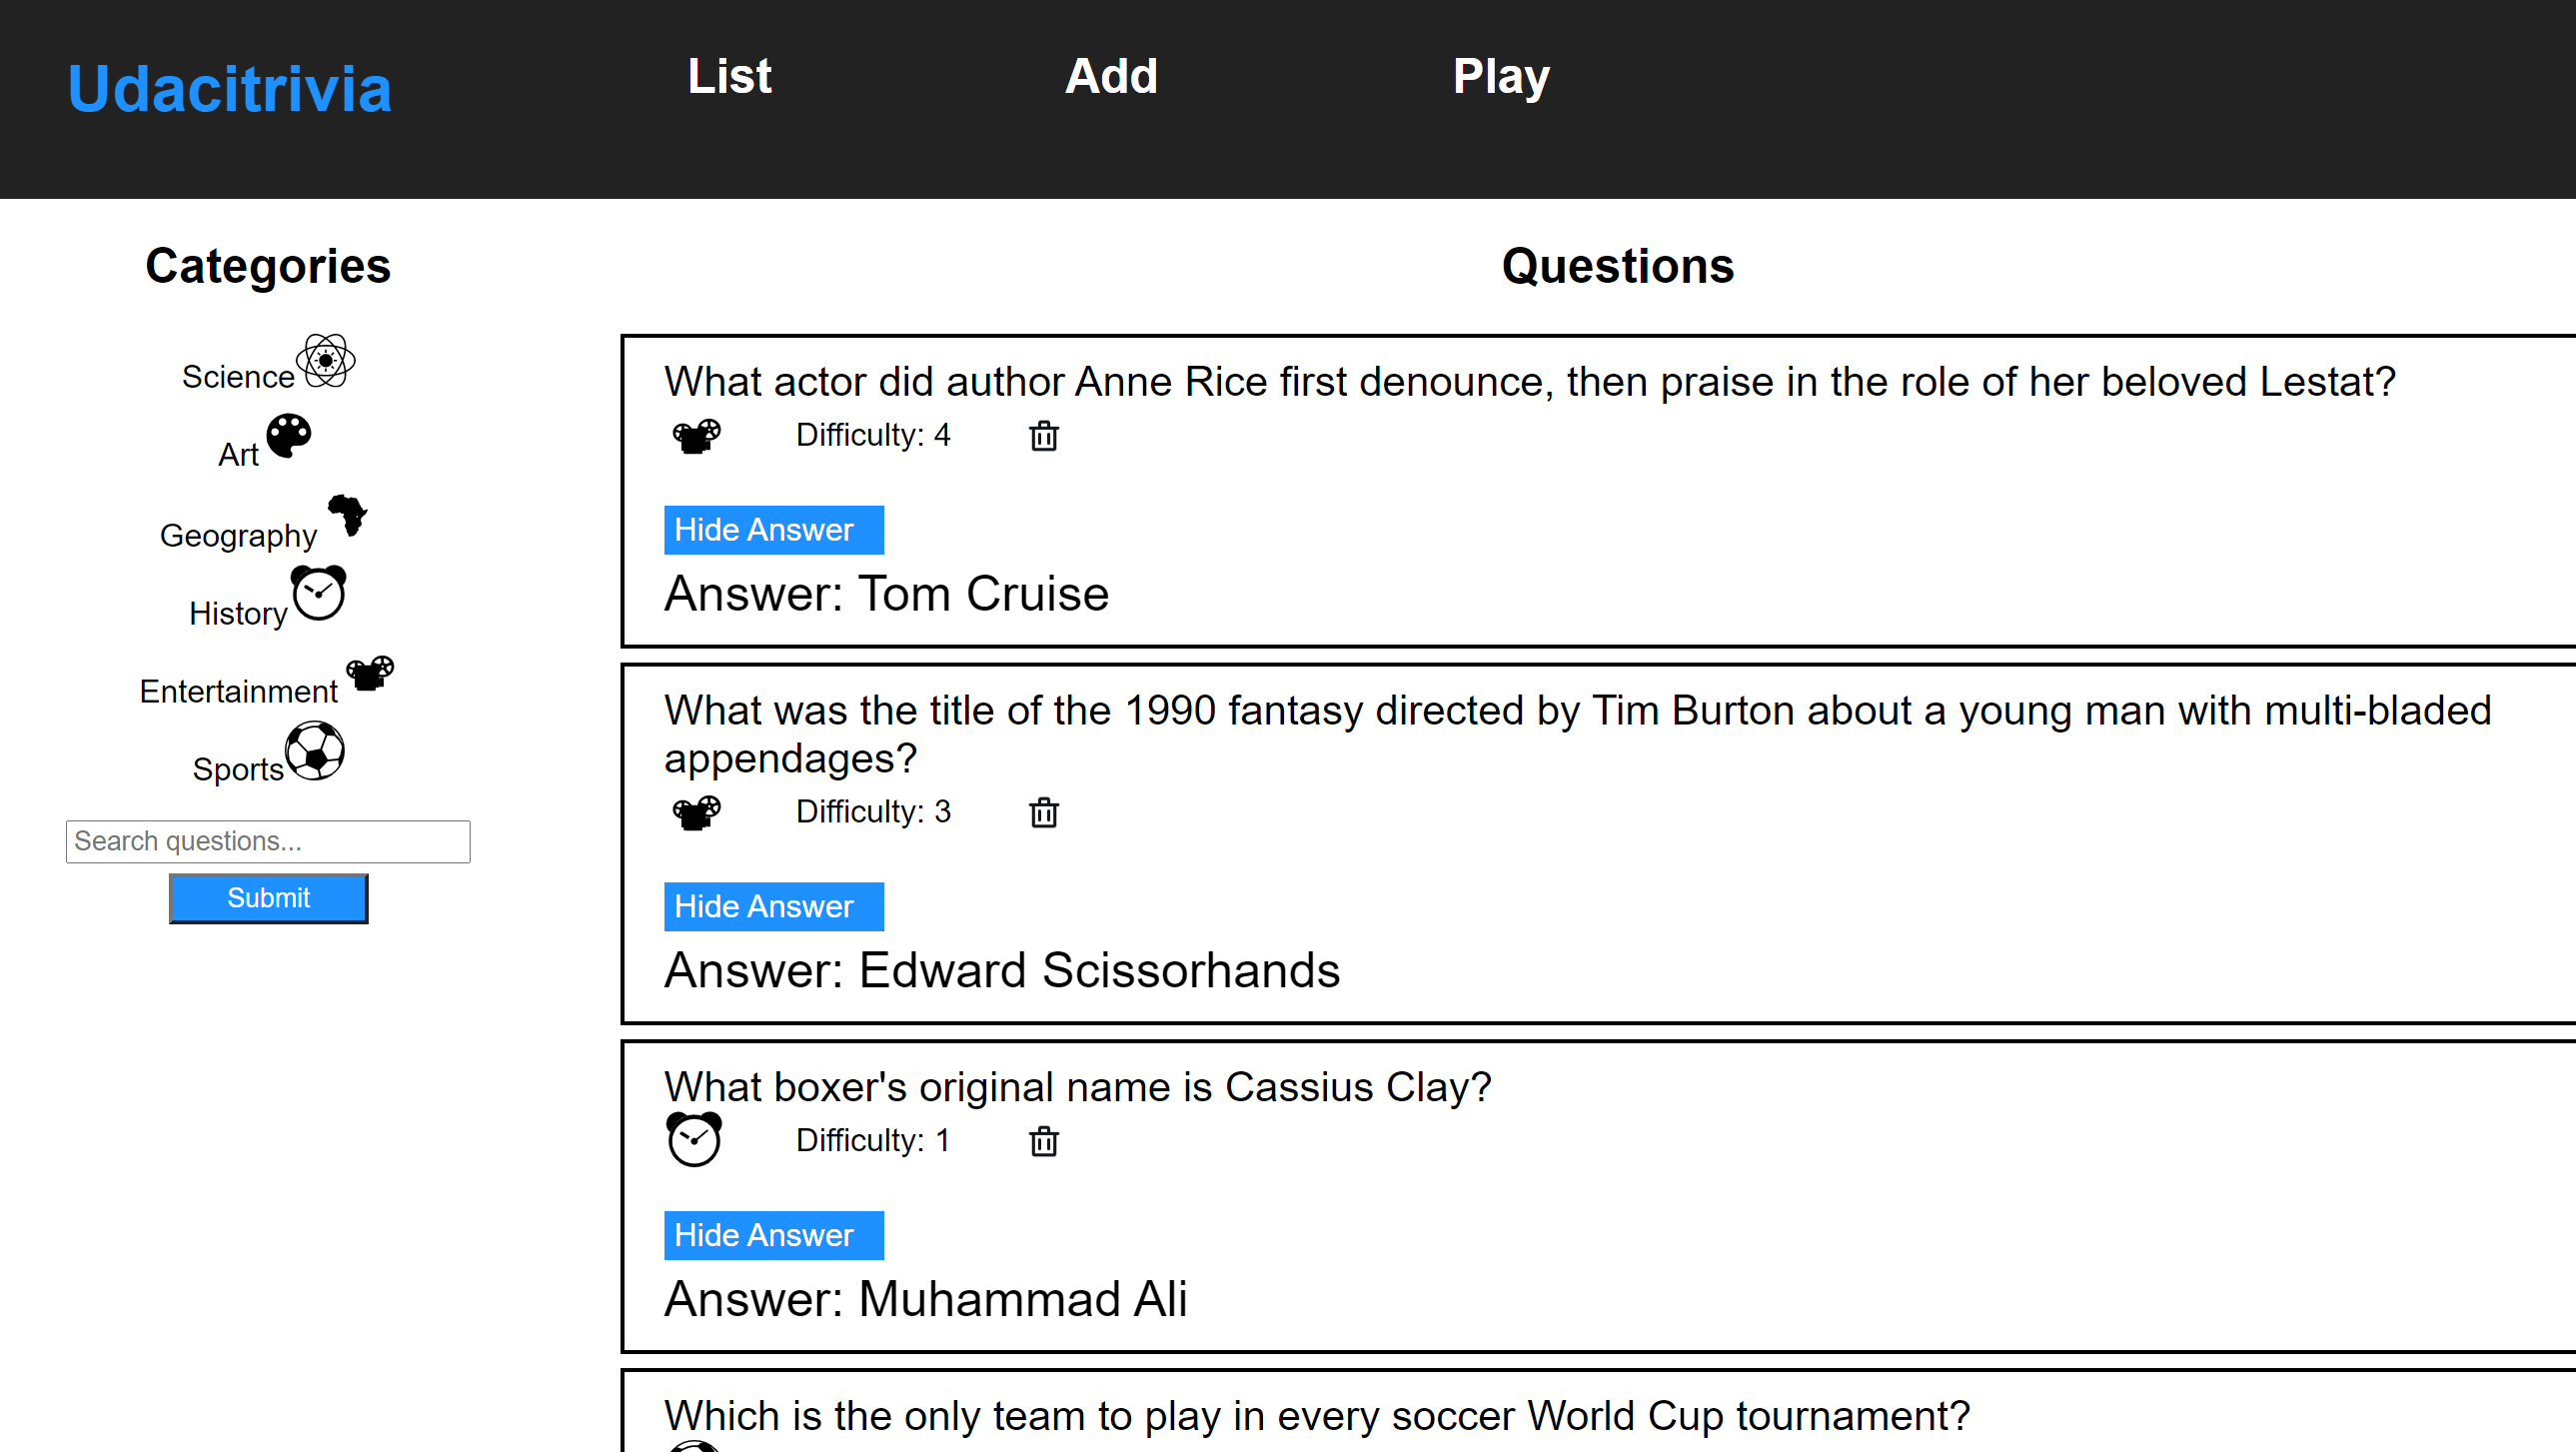 Udacitrivia
List
Add
Play
Categories
Science
Art
Geography
History
Entertainment
Sports
Search questions...
Submit
Questions
What actor did author Anne Rice first denounce, then praise in the role of her beloved Lestat?
Difficulty: 4
Hide Answer
Answer: Tom Cruise
What was the title of the 1990 fantasy directed by Tim Burton about a young man with multi-bladed
appendages?
Difficulty: 3
Hide Answer
Answer: Edward Scissorhands
What boxer's original name is Cassius Clay?
Difficulty: 1
Hide Answer
Answer: Muhammad Ali
Which is the only team to play in every soccer World Cup tournament?